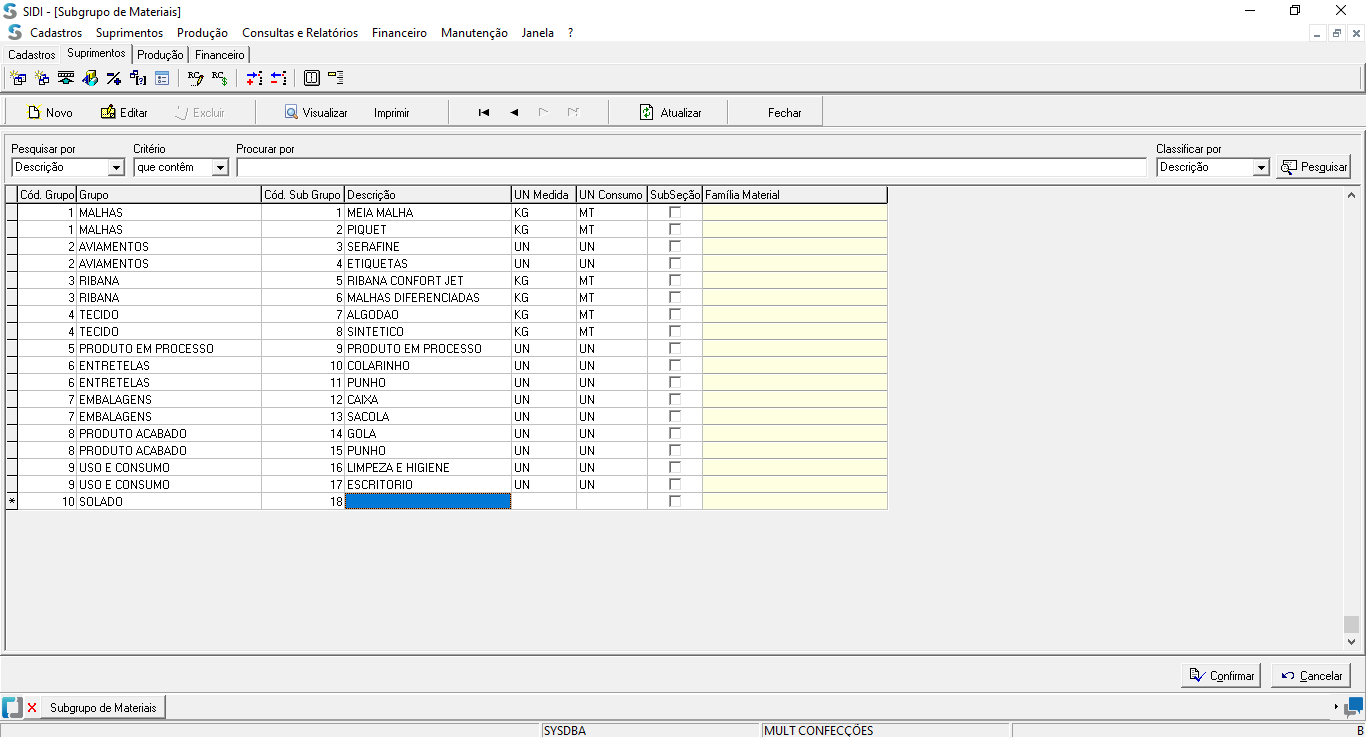 SIDI - [Subgrupo de Materiais]
Cadastros Suprimentos Produção Consultas e Relatórios Financeiro Manutenção Janela ?
Cadastros Suprimentos Produção Financeiro
Novo Editar Excluir Visualizar Imprimir Atualizar Fechar
Pesquisar por Critério Procurar por Classificar por
Descrição que contêm Descrição Pesquisar
Cód. Grupo Grupo Cód. Sub Grupo Descrição UN Medida UN Consumo SubSeção Família Material
1 MALHAS 1 MEIA MALHA KG MT
1 MALHAS 2 PIQUET KG MT
2 AVIAMENTOS 3 SERAFINE UN UN
2 AVIAMENTOS 4 ETIQUETAS UN UN
3 RIBANA 5 RIBANA CONFORT JET KG MT
3 RIBANA 6 MALHAS DIFERENCIADAS KG MT
4 TECIDO 7 ALGODAO KG MT
4 TECIDO 8 SINTETICO KG MT
5 PRODUTO EM PROCESSO 9 PRODUTO EM PROCESSO UN UN
6 ENTRETELAS 10 COLARINHO UN UN
6 ENTRETELAS 11 PUNHO UN UN
7 EMBALAGENS 12 CAIXA UN UN
7 EMBALAGENS 13 SACOLA UN UN
8 PRODUTO ACABADO 14 GOLA UN UN
8 PRODUTO ACABADO 15 PUNHO UN UN
9 USO E CONSUMO 16 LIMPEZA E HIGIENE UN UN
9 USO E CONSUMO 17 ESCRITORIO UN UN
* 10 SOLADO 18
Confirmar Cancelar
Subgrupo de Materiais
SYSDBA MULT CONFECÇÕES B